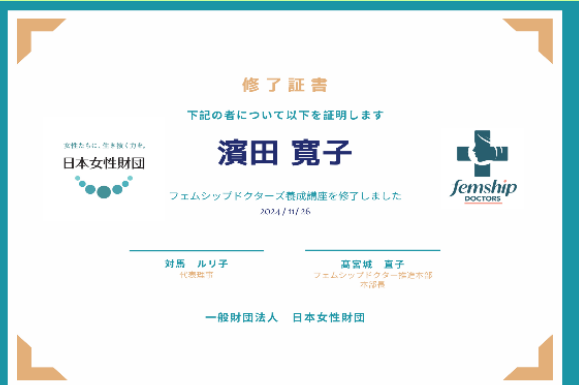 修了証書
下記の者について以下を証明します
女性たちに、生き抜く力を。
日本女性財団
濱田 寛子
femship
DOCTORS
フェムシップドクターズ養成講座を修了しました
2024/11/26
対馬 ルリ子
代表理事
高宮城 直子
フェムシップドクター推進本部
本部長
一般財団法人 日本女性財団